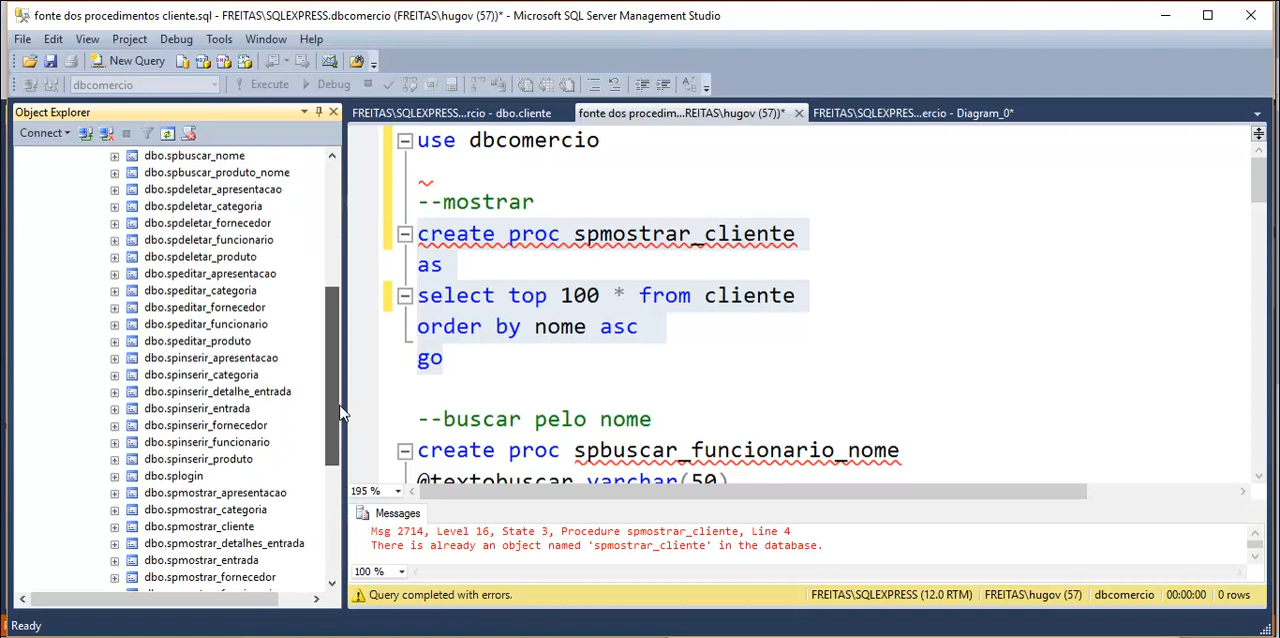 fonte dos procedimentos cliente.sql - FREITAS\SQLEXPRESS.dbcomercio (FREITAS\hugov (57))* - Microsoft SQL Server Management Studio
File Edit View Project Debug Tools Window Help
New Query
dbcomercio Execute Debug
Object Explorer
Connect
dbo.spbuscar_nome
dbo.spbuscar_produto_nome
dbo.spdeletar_apresentacao
dbo.spdeletar_categoria
dbo.spdeletar_fornecedor
dbo.spdeletar_funcionario
dbo.spdeletar_produto
dbo.speditar_apresentacao
dbo.speditar_categoria
dbo.speditar_fornecedor
dbo.speditar_funcionario
dbo.speditar_produto
dbo.spinserir_apresentacao
dbo.spinserir_categoria
dbo.spinserir_detalhe_entrada
dbo.spinserir_entrada
dbo.spinserir_fornecedor
dbo.spinserir_funcionario
dbo.spinserir_produto
dbo.splogin
dbo.spmostrar_apresentacao
dbo.spmostrar_categoria
dbo.spmostrar_cliente
dbo.spmostrar_detalhes_entrada
dbo.spmostrar_entrada
dbo.spmostrar_fornecedor
FREITAS\SQLEXPRESS...rcio - dbo.cliente fonte dos procedim...REITAS\hugov (57))* FREITAS\SQLEXPRESS...ercio - Diagram_0*
use dbcomercio
--mostrar
create proc spmostrar_cliente
as
select top 100 * from cliente
order by nome asc
go
--buscar pelo nome
create proc spbuscar_funcionario_nome
@textobuscar varchar(50)
195 %
Messages
Msg 2714, Level 16, State 3, Procedure spmostrar_cliente, Line 4
There is already an object named 'spmostrar_cliente' in the database.
100 %
Query completed with errors. FREITAS\SQLEXPRESS (12.0 RTM) FREITAS\hugov (57) dbcomercio 00:00:00 0 rows
Ready